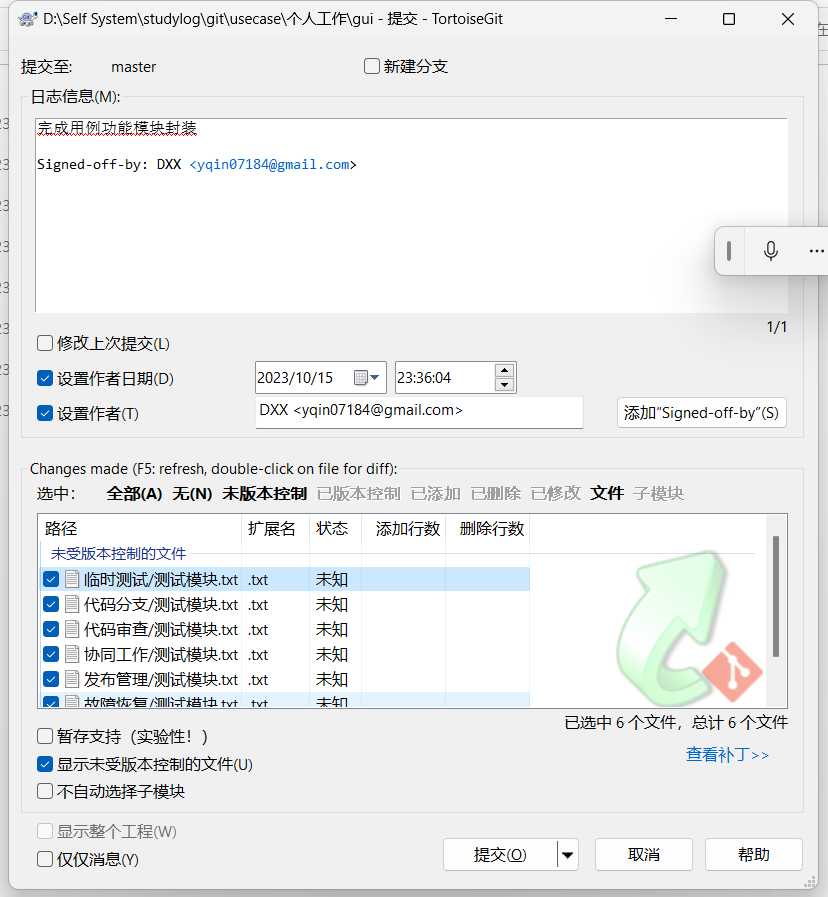 D:\Self System\studylog\git\usecase\个人工作\gui - 提交 - TortoiseGit
提交至: master 新建分支
日志信息(M):
完成用例功能模块封装
Signed-off-by: DXX <yqin07184@gmail.com>
1/1
修改上次提交(L)
设置作者日期(D) 2023/10/15 23:36:04
设置作者(T) DXX <yqin07184@gmail.com> 添加"Signed-off-by"(S)
Changes made (F5: refresh, double-click on file for diff):
选中: 全部(A) 无(N) 未版本控制 已版本控制 已添加 已删除 已修改 文件 子模块
路径 扩展名 状态 添加行数 删除行数
未受版本控制的文件
临时测试/测试模块.txt .txt 未知
代码分支/测试模块.txt .txt 未知
代码审查/测试模块.txt .txt 未知
协同工作/测试模块.txt .txt 未知
发布管理/测试模块.txt .txt 未知
故障恢复/测试模块.txt .txt 未知
已选中 6 个文件，总计 6 个文件
暂存支持（实验性！）
查看补丁>>
显示未受版本控制的文件(U)
不自动选择子模块
显示整个工程(W)
仅仅消息(Y)
提交(O) 取消 帮助